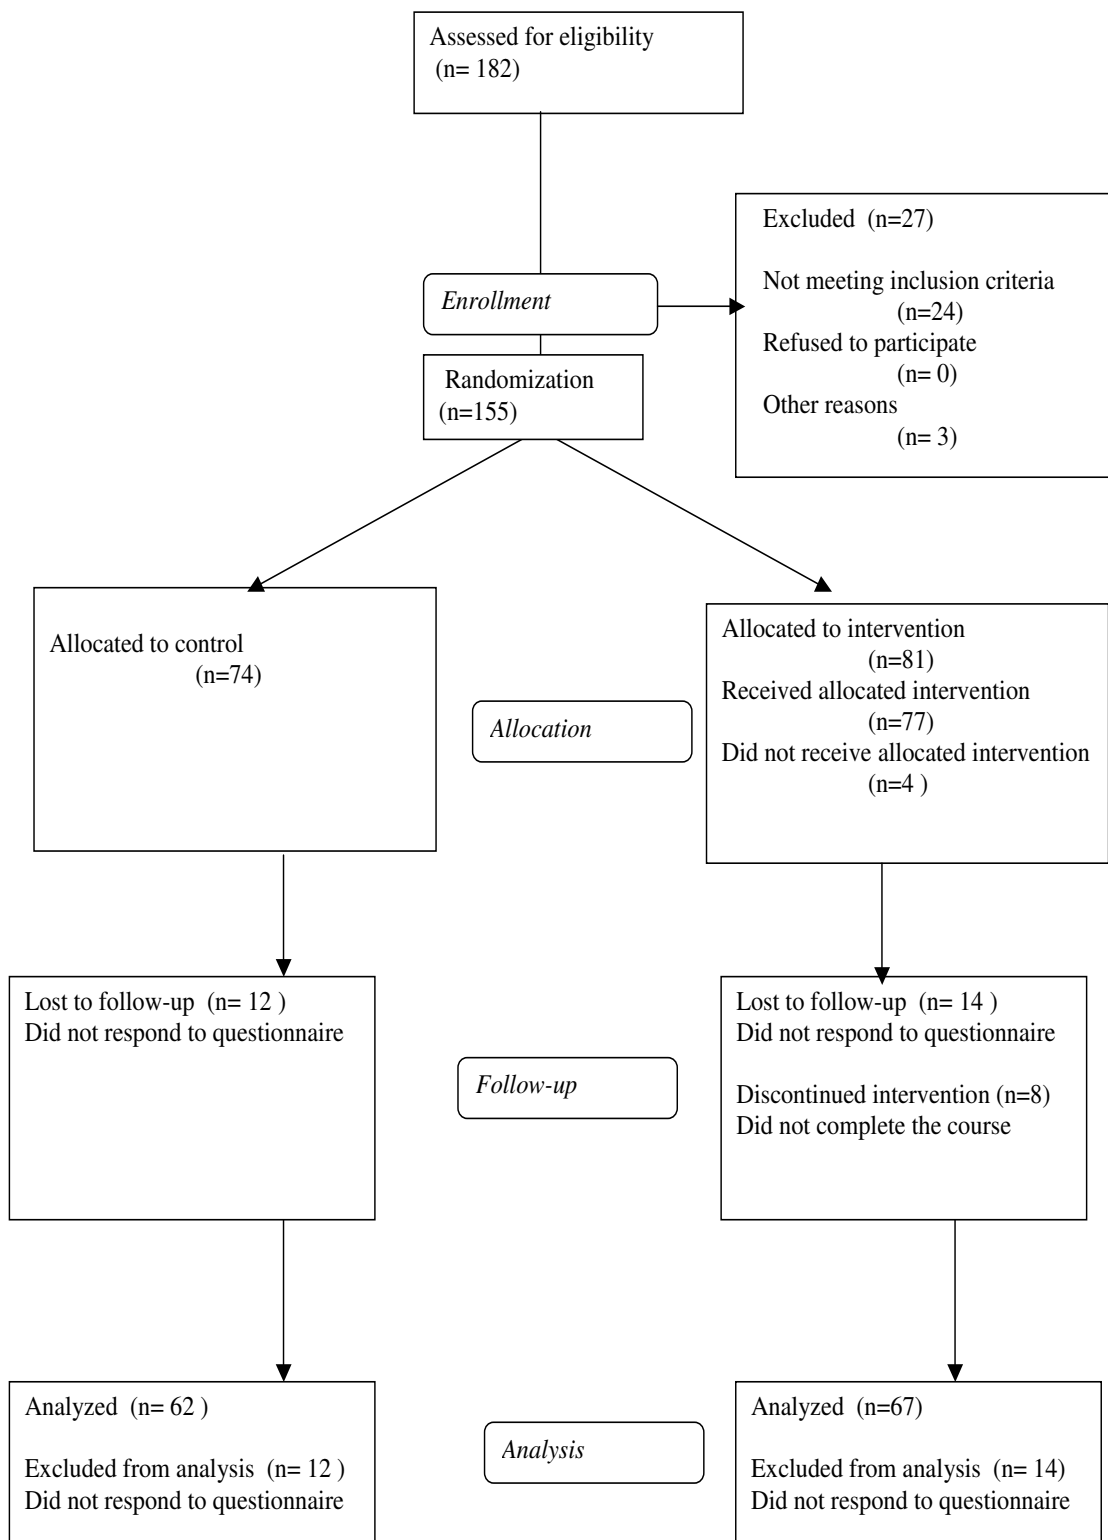 Assessed for eligibility
(n= 182)
Excluded (n=27)
Not meeting inclusion criteria
(n=24)
Refused to participate
(n= 0)
Other reasons
(n= 3)
Enrollment
Randomization
(n=155)
Allocated to control
(n=74)
Allocated to intervention
(n=81)
Received allocated intervention
(n=77)
Did not receive allocated intervention
(n=4 )
Allocation
Lost to follow-up (n= 12 )
Did not respond to questionnaire
Lost to follow-up (n= 14 )
Did not respond to questionnaire
Discontinued intervention (n=8)
Did not complete the course
Follow-up
Analyzed (n= 62 )
Excluded from analysis (n= 12 )
Did not respond to questionnaire
Analysis
Analyzed (n=67)
Excluded from analysis (n= 14)
Did not respond to questionnaire